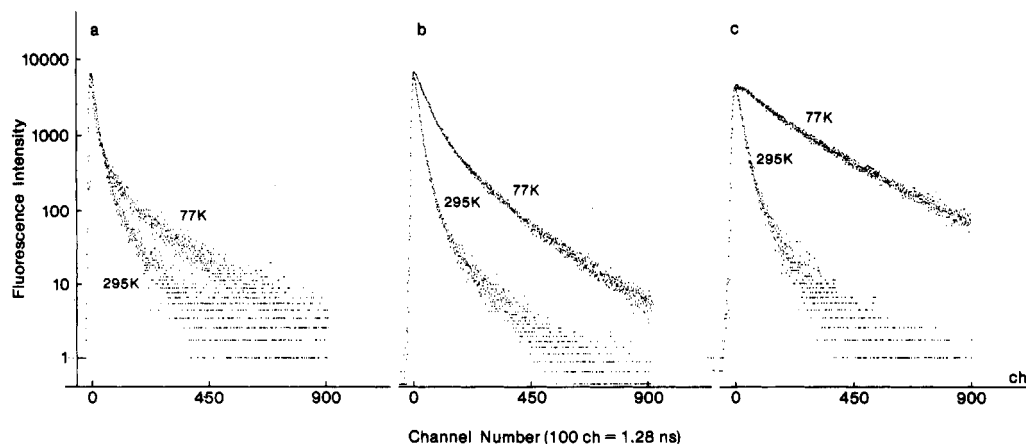 a
b
c
Fluorescence Intensity
10000
1000
100
10
1
77K
295K
77K
295K
77K
295K
0
450
900
0
450
900
0
450
900
ch
Channel Number (100 ch = 1.28 ns)